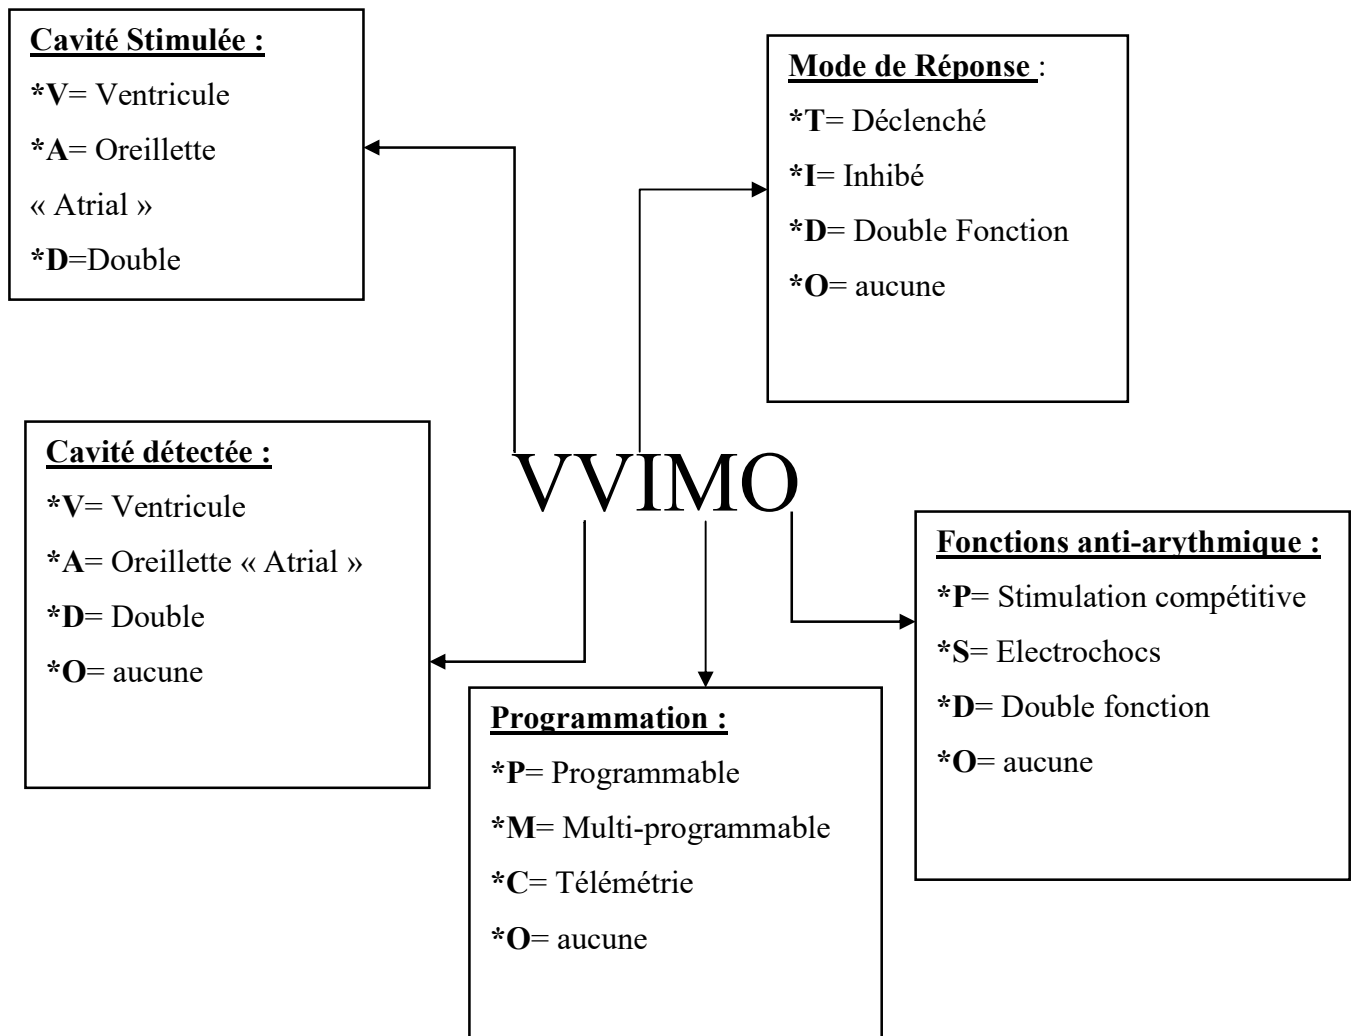 Cavité Stimulée :
*V= Ventricule
*A= Oreillette
« Atrial »
*D=Double
Mode de Réponse :
*T= Déclenché
*I= Inhibé
*D= Double Fonction
*O= aucune
Cavité détectée :
*V= Ventricule
*A= Oreillette « Atrial »
*D= Double
*O= aucune
VVIMO
Fonctions anti-arythmique :
*P= Stimulation compétitive
*S= Electrochocs
*D= Double fonction
*O= aucune
Programmation :
*P= Programmable
*M= Multi-programmable
*C= Télémétrie
*O= aucune